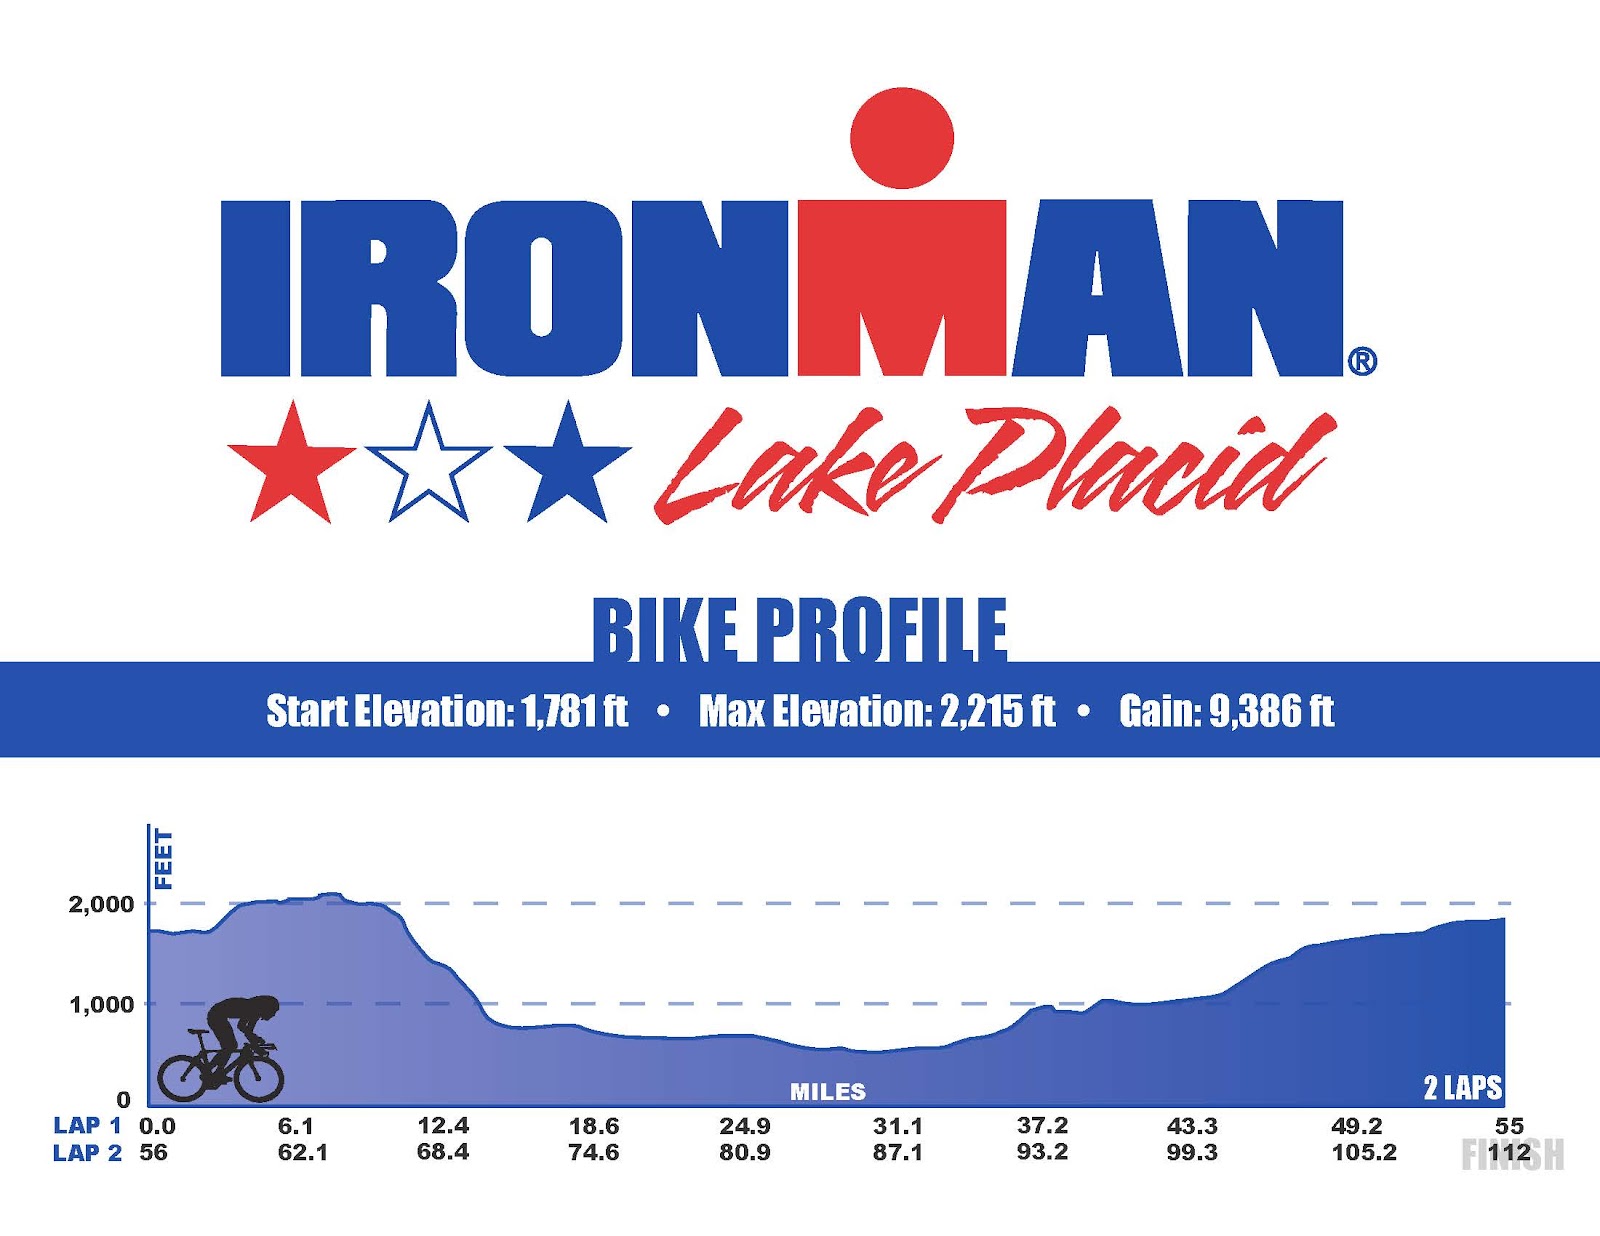 IRONMAN®
Lake Placid
BIKE PROFILE
Start Elevation: 1,781 ft • Max Elevation: 2,215 ft • Gain: 9,386 ft
FEET
2,000
1,000
0
MILES
2 LAPS
LAP 1 0.0 6.1 12.4 18.6 24.9 31.1 37.2 43.3 49.2 55
LAP 2 56 62.1 68.4 74.6 80.9 87.1 93.2 99.3 105.2 112
FINISH